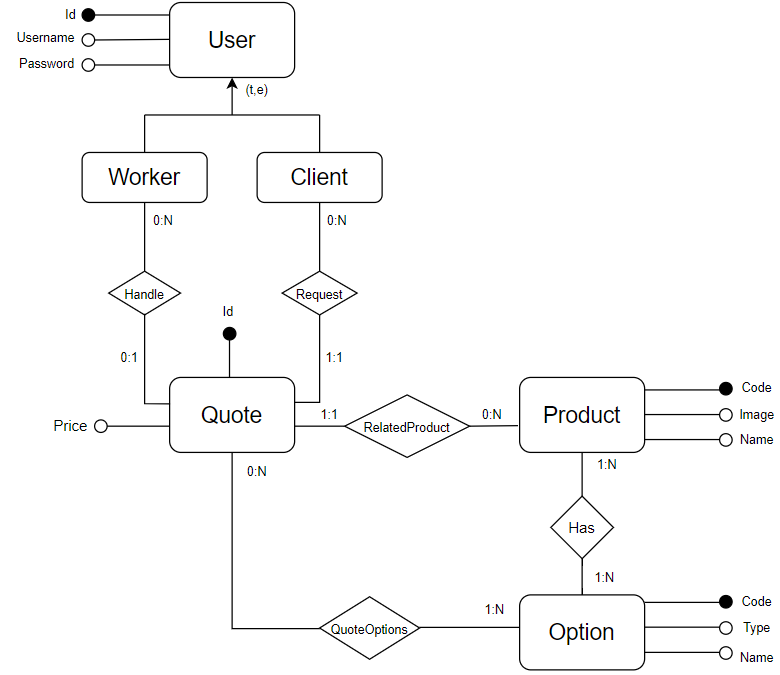 Id
Username
Password
User
(t,e)
Worker
Client
0:N
0:N
Handle
Request
Id
0:1
1:1
Price
Quote
1:1
RelatedProduct
0:N
Product
Code
Image
Name
0:N
1:N
Has
1:N
QuoteOptions
1:N
Option
Code
Type
Name